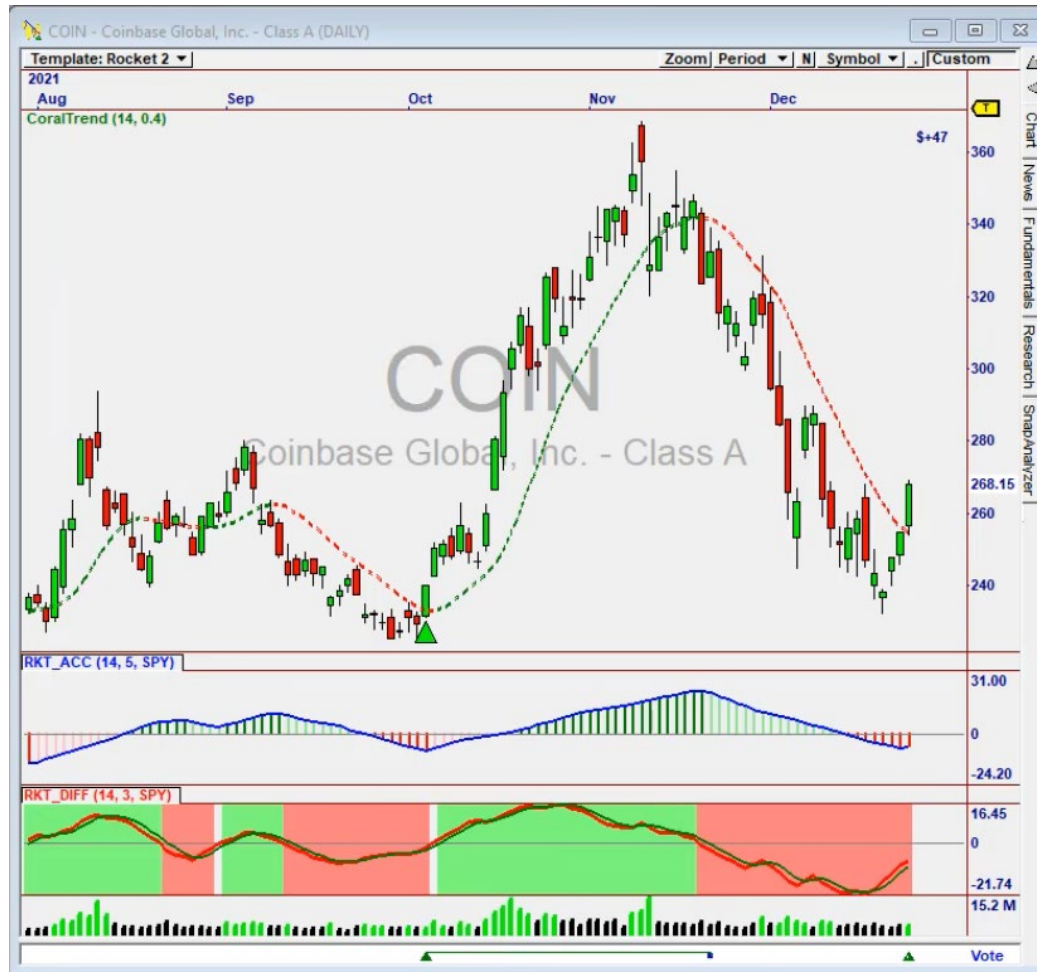 COIN - Coinbase Global, Inc. - Class A (DAILY)
Template: Rocket 2
Zoom Period N Symbol . Custom
2021
Aug Sep Oct Nov Dec
T
CoralTrend (14, 0.4)
$+47
360
340
320
300
280
268.15
260
240
COIN
Coinbase Global, Inc. - Class A
RKT_ACC (14, 5, SPY)
31.00
0
-24.20
RKT_DIFF (14, 3, SPY)
16.45
0
-21.74
15.2 M
Vote
Chart
News
Fundamentals
Research
SnapAnalyzer